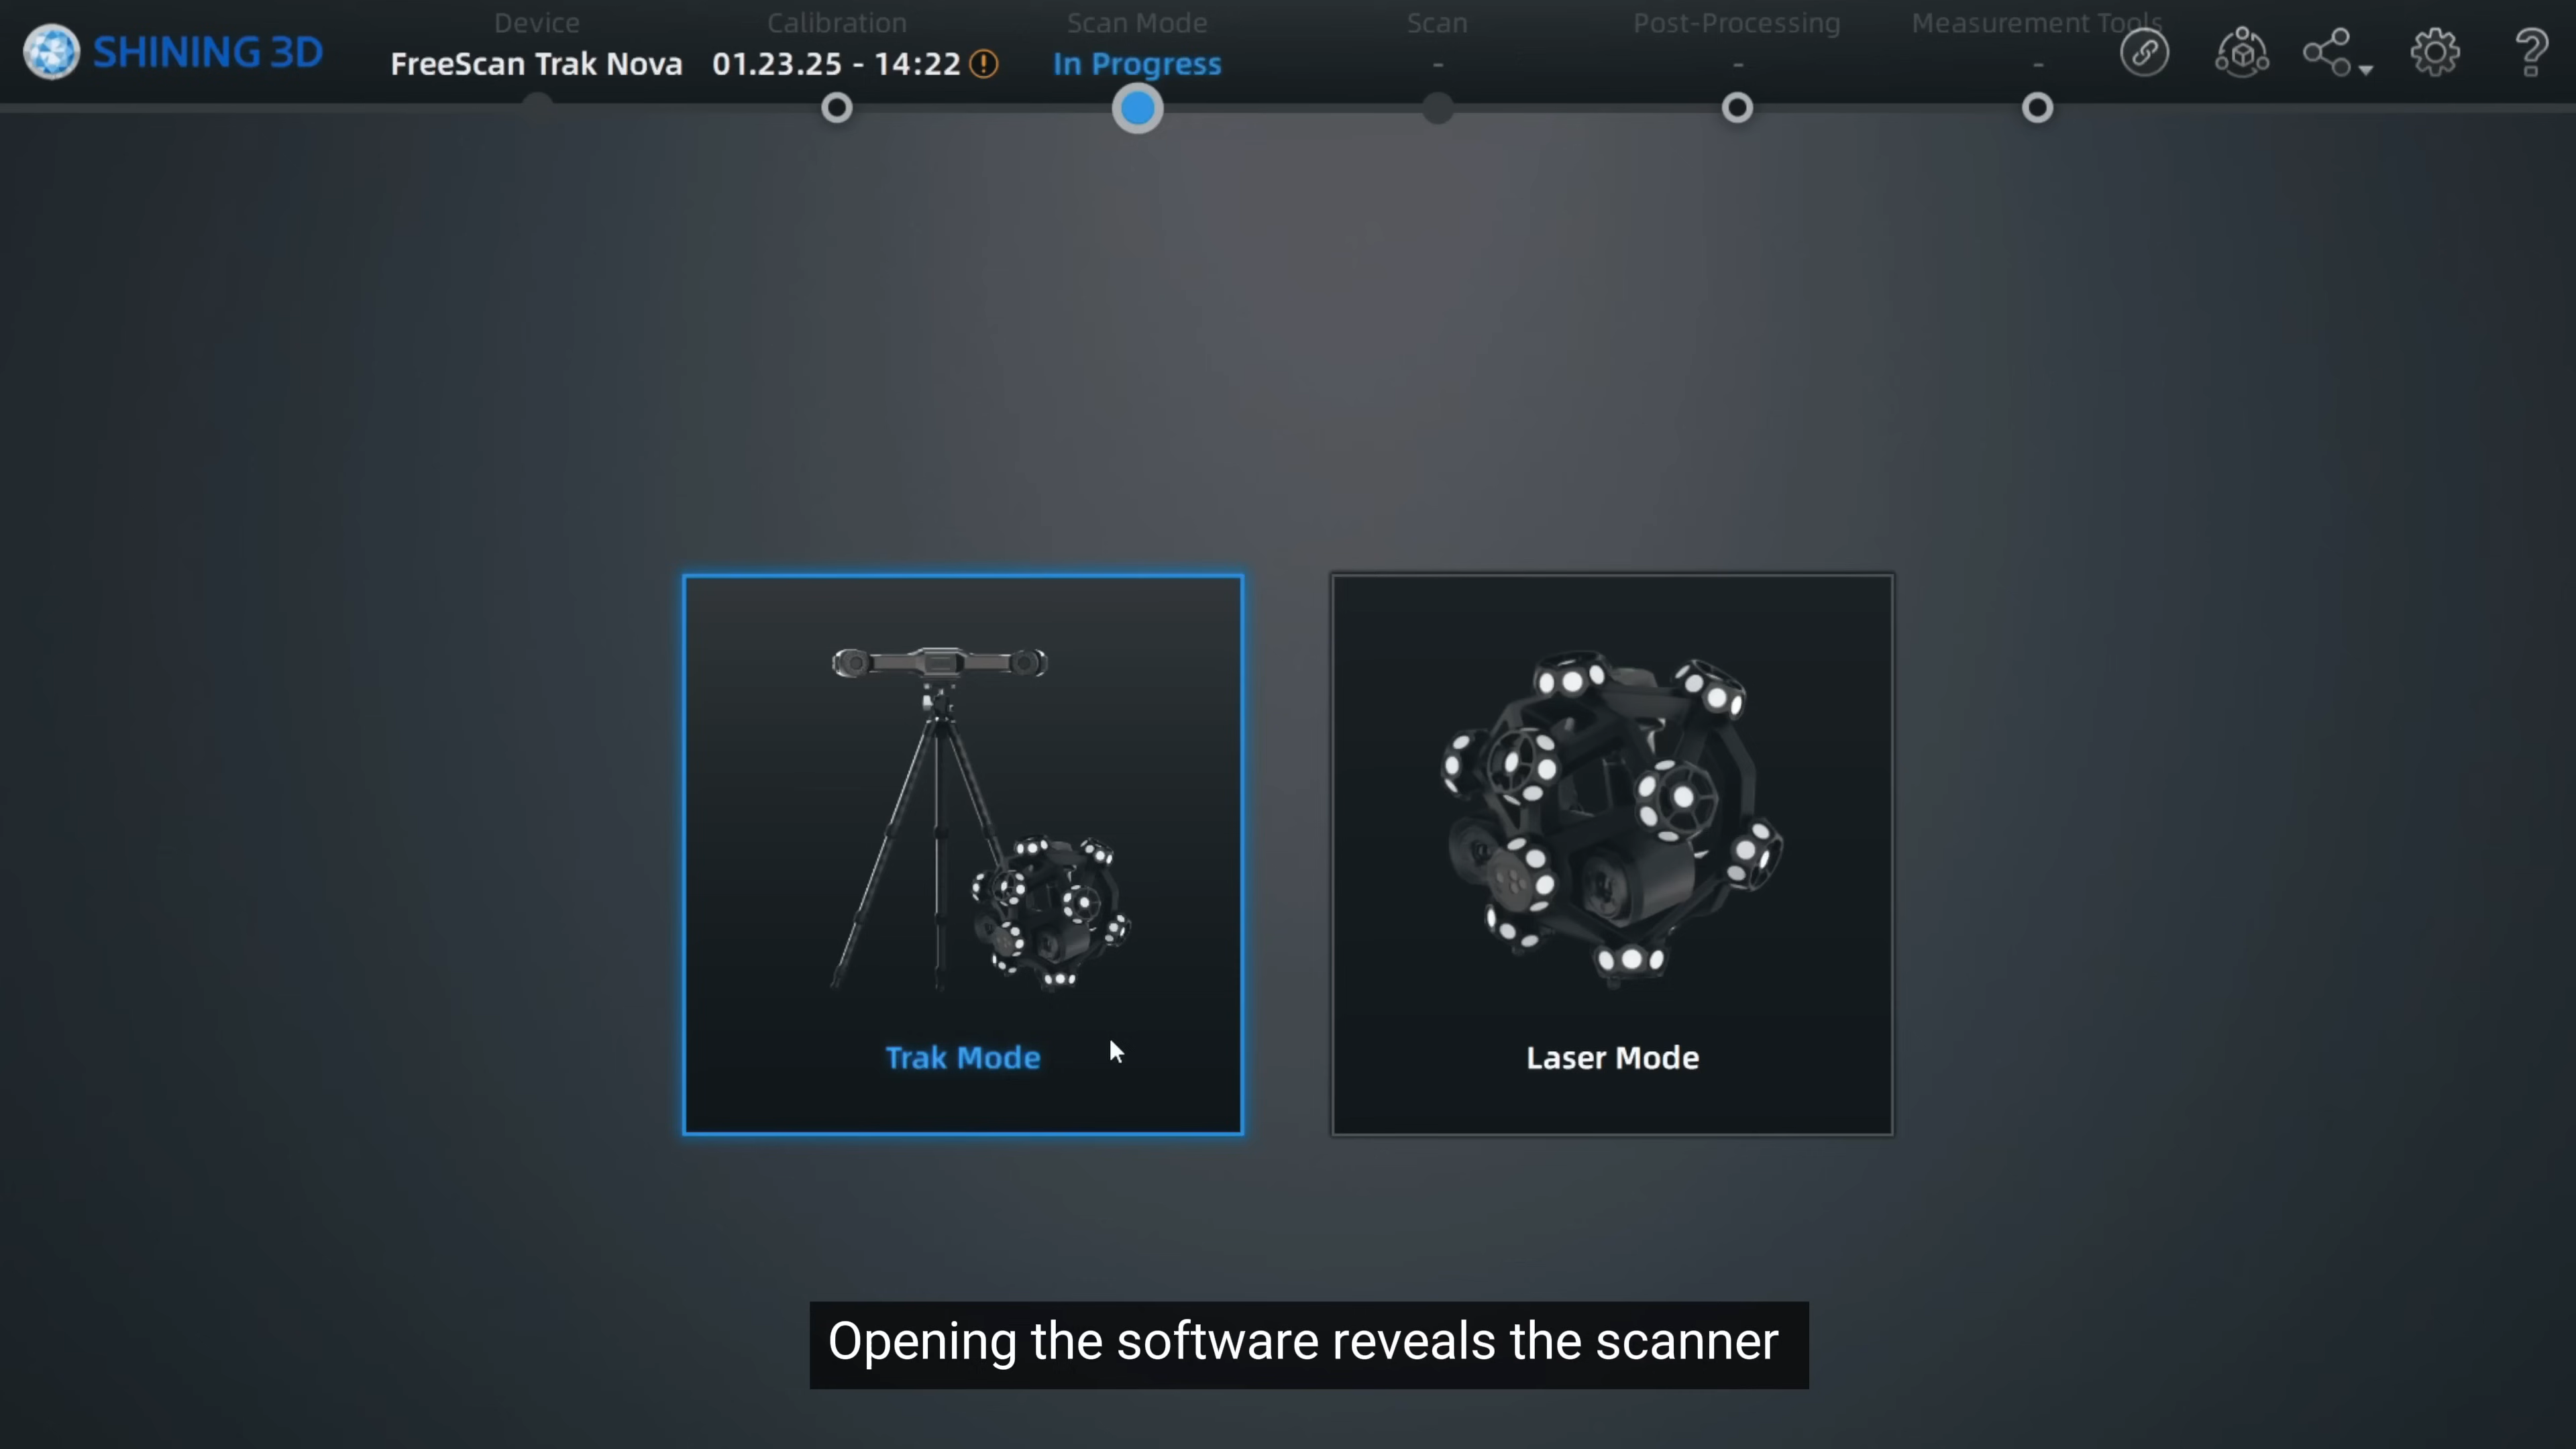 SHINING 3D
Device
FreeScan Trak Nova
Calibration
01.23.25 - 14:22
Scan Mode
In Progress
Scan
-
Post-Processing
-
Measurement Tools
-
Trak Mode
Laser Mode
Opening the software reveals the scanner